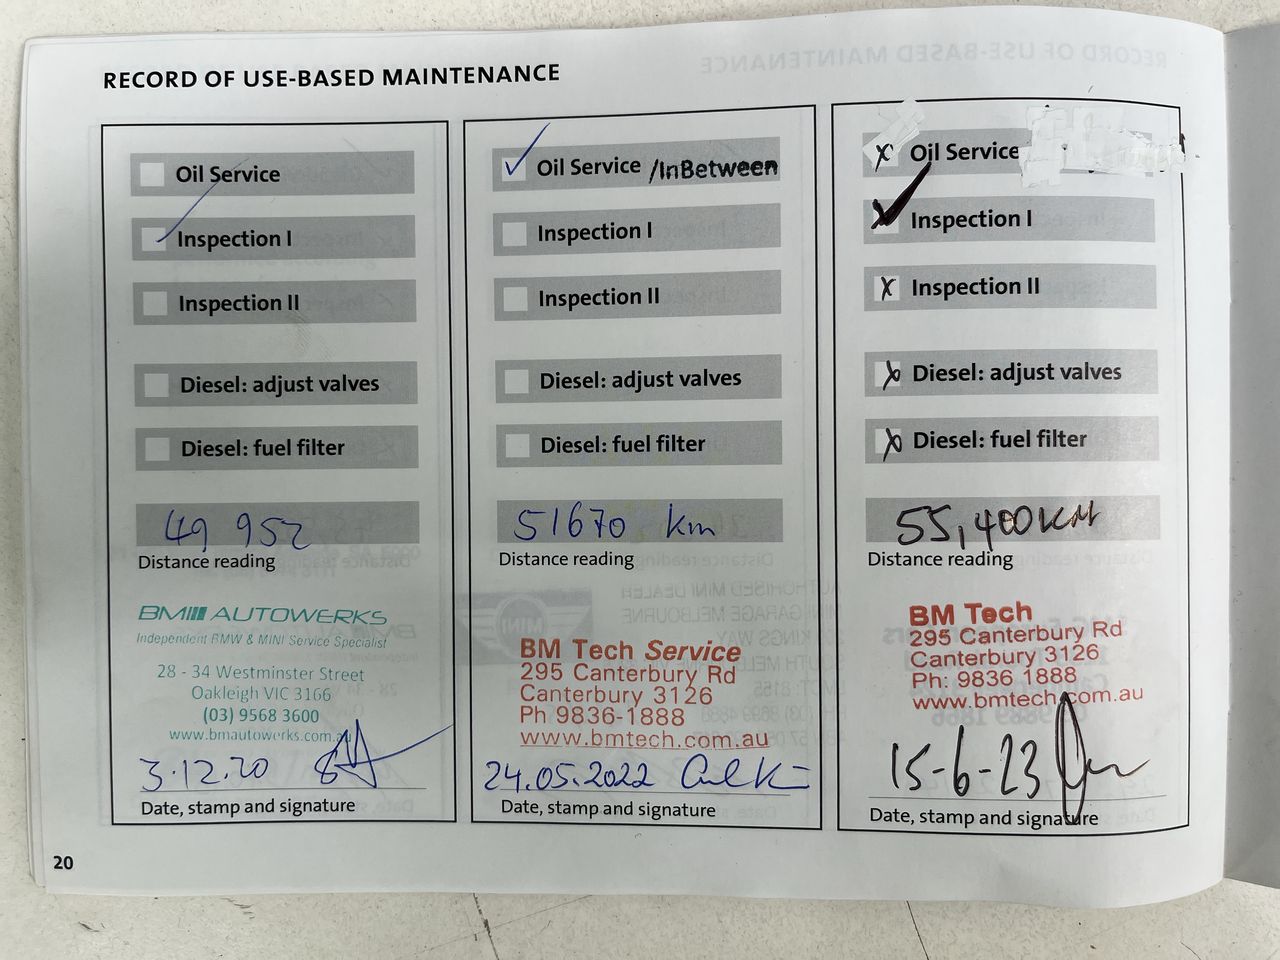 RECORD OF USE-BASED MAINTENANCE
Oil Service
Inspection I
Inspection II
Diesel: adjust valves
Diesel: fuel filter
49 952
Distance reading
BM AUTOWERKS
Independent BMW & MINI Service Specialist
28 - 34 Westminster Street
Oakleigh VIC 3166
(03) 9568 3600
www.bmautowerks.com.au
3.12.20
Date, stamp and signature
Oil Service /InBetween
Inspection I
Inspection II
Diesel: adjust valves
Diesel: fuel filter
51670 km
Distance reading
BM Tech Service
295 Canterbury Rd
Canterbury 3126
Ph 9836-1888
www.bmtech.com.au
24.05.2022
Date, stamp and signature
Oil Service
Inspection I
Inspection II
Diesel: adjust valves
Diesel: fuel filter
55,400KM
Distance reading
BM Tech
295 Canterbury Rd
Canterbury 3126
Ph: 9836 1888
www.bmtech.com.au
15-6-23
Date, stamp and signature
20